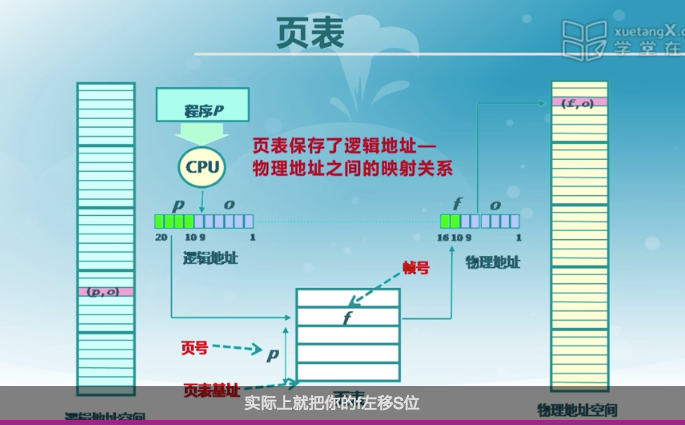 页表
xuetangX.c
学堂在
程序P
页表保存了逻辑地址—
物理地址之间的映射关系
CPU
(f,o)
p o
f o
20 10 9 1
16 10 9 1
逻辑地址
物理地址
帧号
(p,o)
f
页号
p
页表基址
页表
实际上就把你的f左移S位
逻辑地址空间
物理地址空间